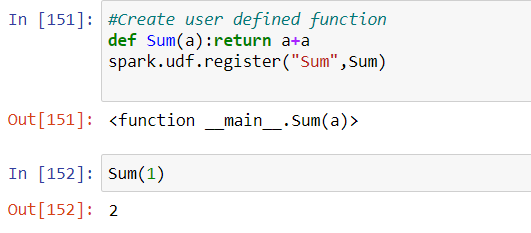 In [151]: #Create user defined function
def Sum(a):return a+a
spark.udf.register("Sum",Sum)
Out[151]: <function __main__.Sum(a)>
In [152]: Sum(1)
Out[152]: 2